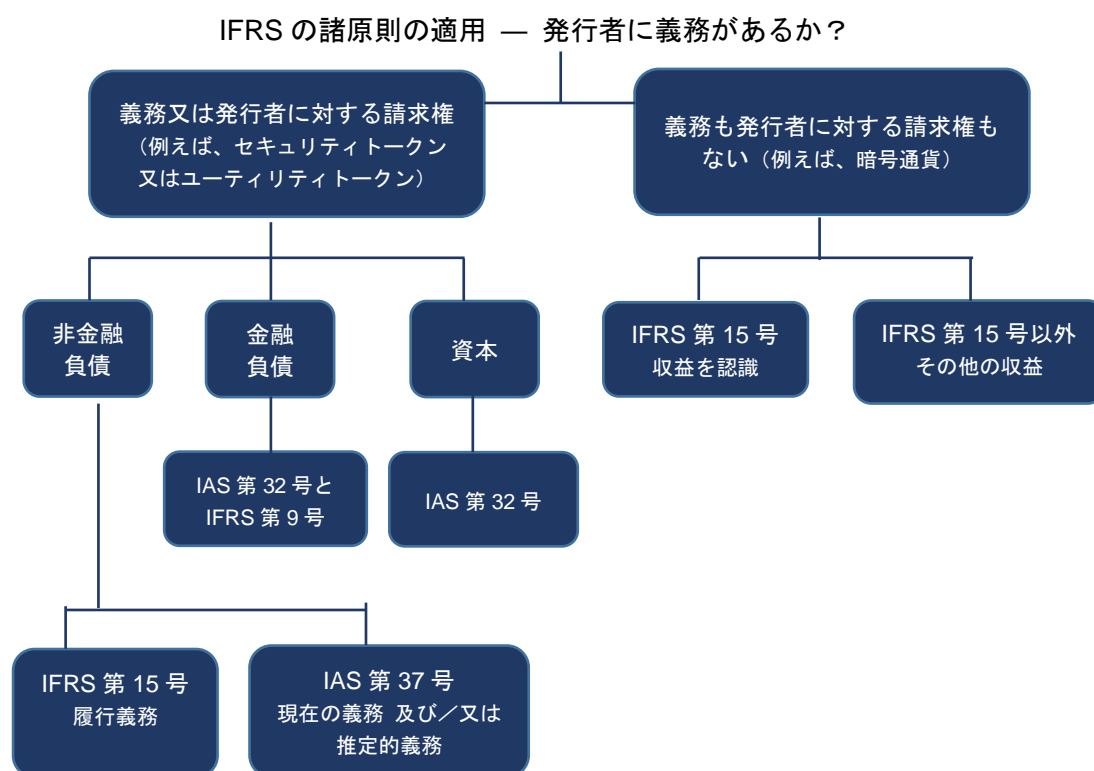 IFRS の諸原則の適用 — 発行者に義務があるか？
義務又は発行者に対する請求権
（例えば、セキュリティトークン
又はユーティリティトークン）
義務も発行者に対する請求権も
ない（例えば、暗号通貨）
非金融
負債
金融
負債
資本
IFRS 第 15 号
収益を認識
IFRS 第 15 号以外
その他の収益
IAS 第 32 号と
IFRS 第 9 号
IAS 第 32 号
IFRS 第 15 号
履行義務
IAS 第 37 号
現在の義務 及び／又は
推定的義務